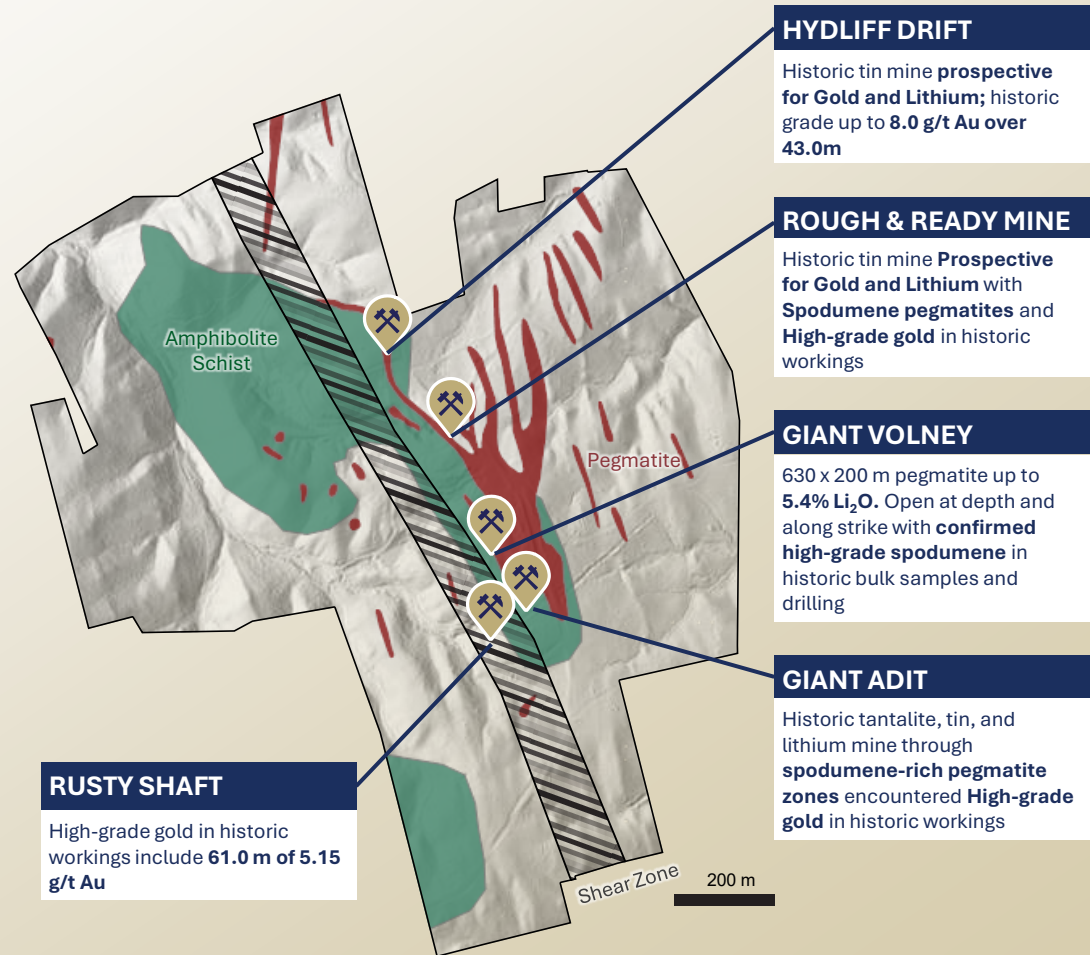 HYDLIFF DRIFT
Historic tin mine prospective
for Gold and Lithium; historic
grade up to 8.0 g/t Au over
43.0m
ROUGH & READY MINE
Historic tin mine Prospective
for Gold and Lithium with
Spodumene pegmatites and
High-grade gold in historic
workings
GIANT VOLNEY
630 x 200 m pegmatite up to
5.4% Li₂O. Open at depth and
along strike with confirmed
high-grade spodumene in
historic bulk samples and
drilling
GIANT ADIT
Historic tantalite, tin, and
lithium mine through
spodumene-rich pegmatite
zones encountered High-grade
gold in historic workings
RUSTY SHAFT
High-grade gold in historic
workings include 61.0 m of 5.15
g/t Au
Amphibolite
Schist
Pegmatite
Shear Zone
200 m